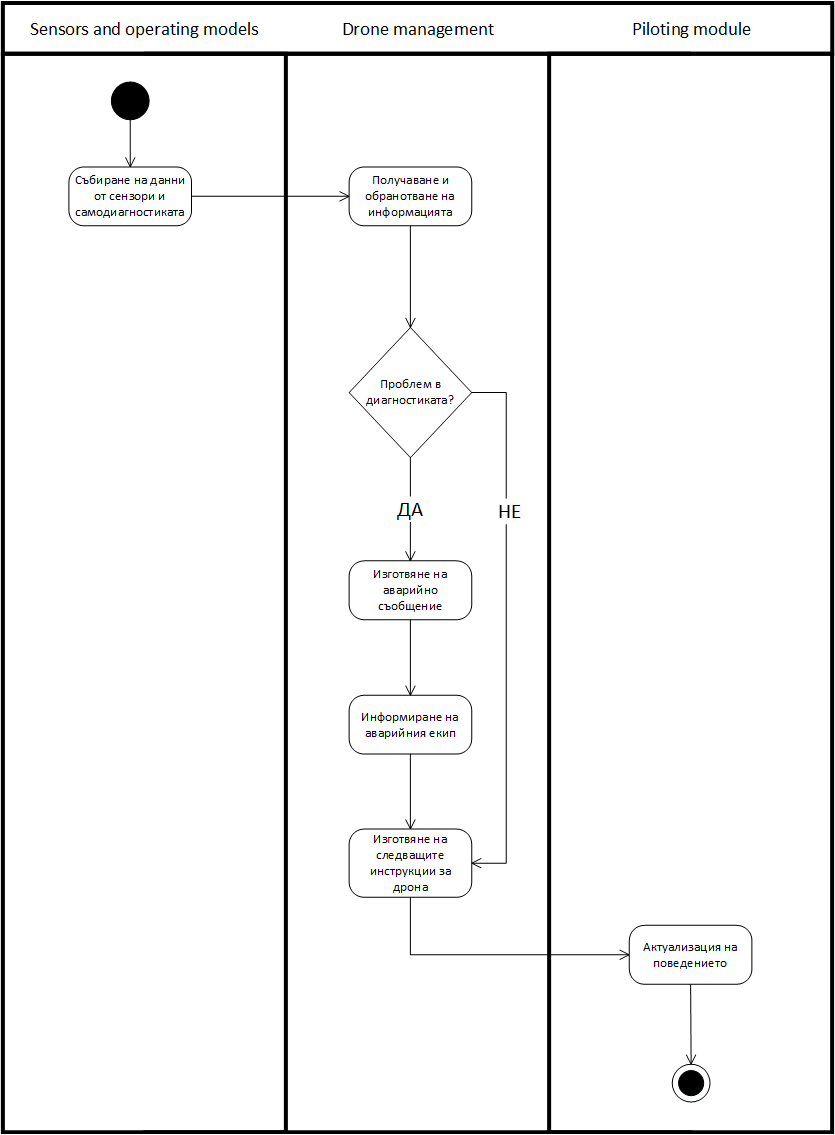 Sensors and operating models
Drone management
Piloting module
Събиране на данни
от сензори и
самодиагностиката
Получаване и
обранотване на
информацията
Проблем в
диагностиката?
ДА
НЕ
Изготвяне на
аварийно
съобщение
Информиране на
аварийния екип
Изготвяне на
следващите
инструкции за
дрона
Актуализация на
поведението